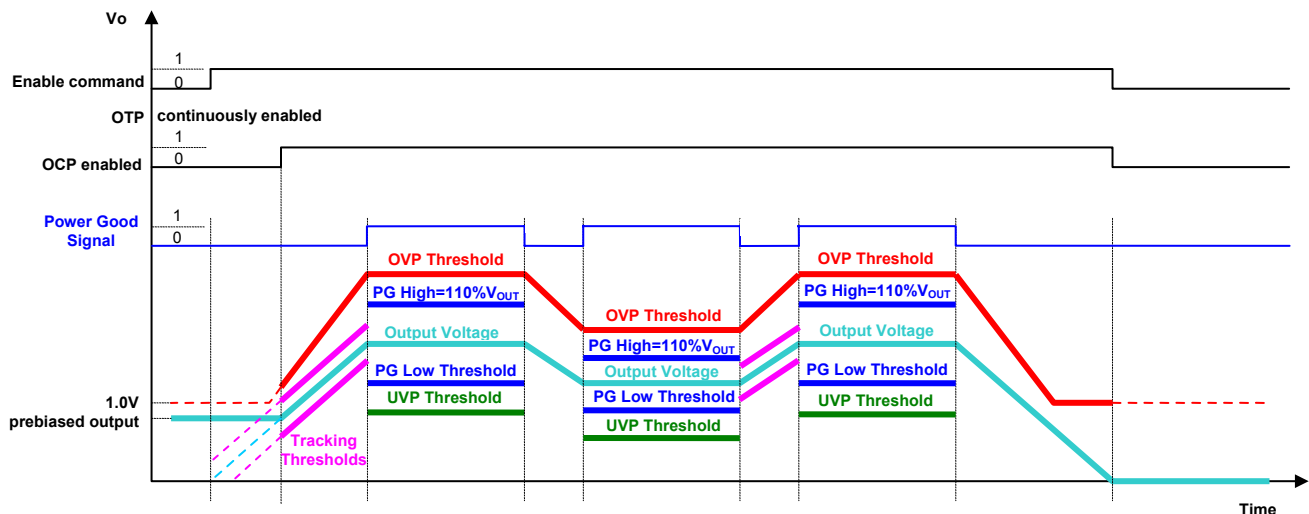 Vo
1
Enable command
0
OTP continuously enabled
1
OCP enabled
0
Power Good
Signal
1
0
OVP Threshold
OVP Threshold
PG High=110%VOUT
PG High=110%VOUT
OVP Threshold
Output Voltage
Output Voltage
PG High=110%VOUT
Output Voltage
PG Low Threshold
PG Low Threshold
PG Low Threshold
1.0V
prebiased output
UVP Threshold
UVP Threshold
UVP Threshold
Tracking
Thresholds
Time